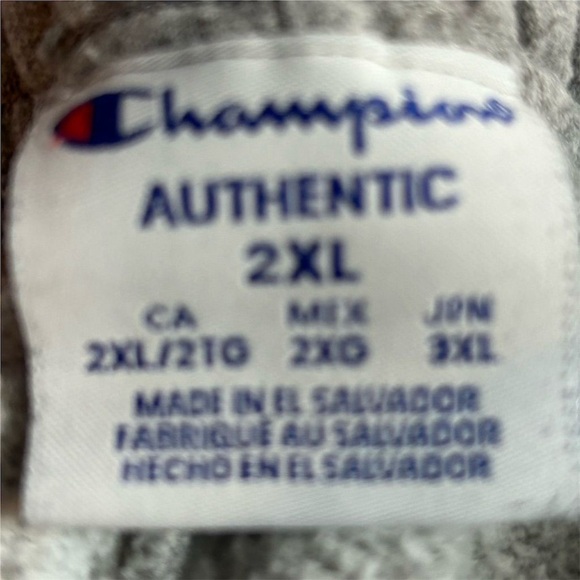 Champion
AUTHENTIC
2XL
CA MEX JPN
2XL/2TG 2XG 3XL
MADE IN EL SALVADOR
FABRIQUÉ AU SALVADOR
HECHO EN EL SALVADOR